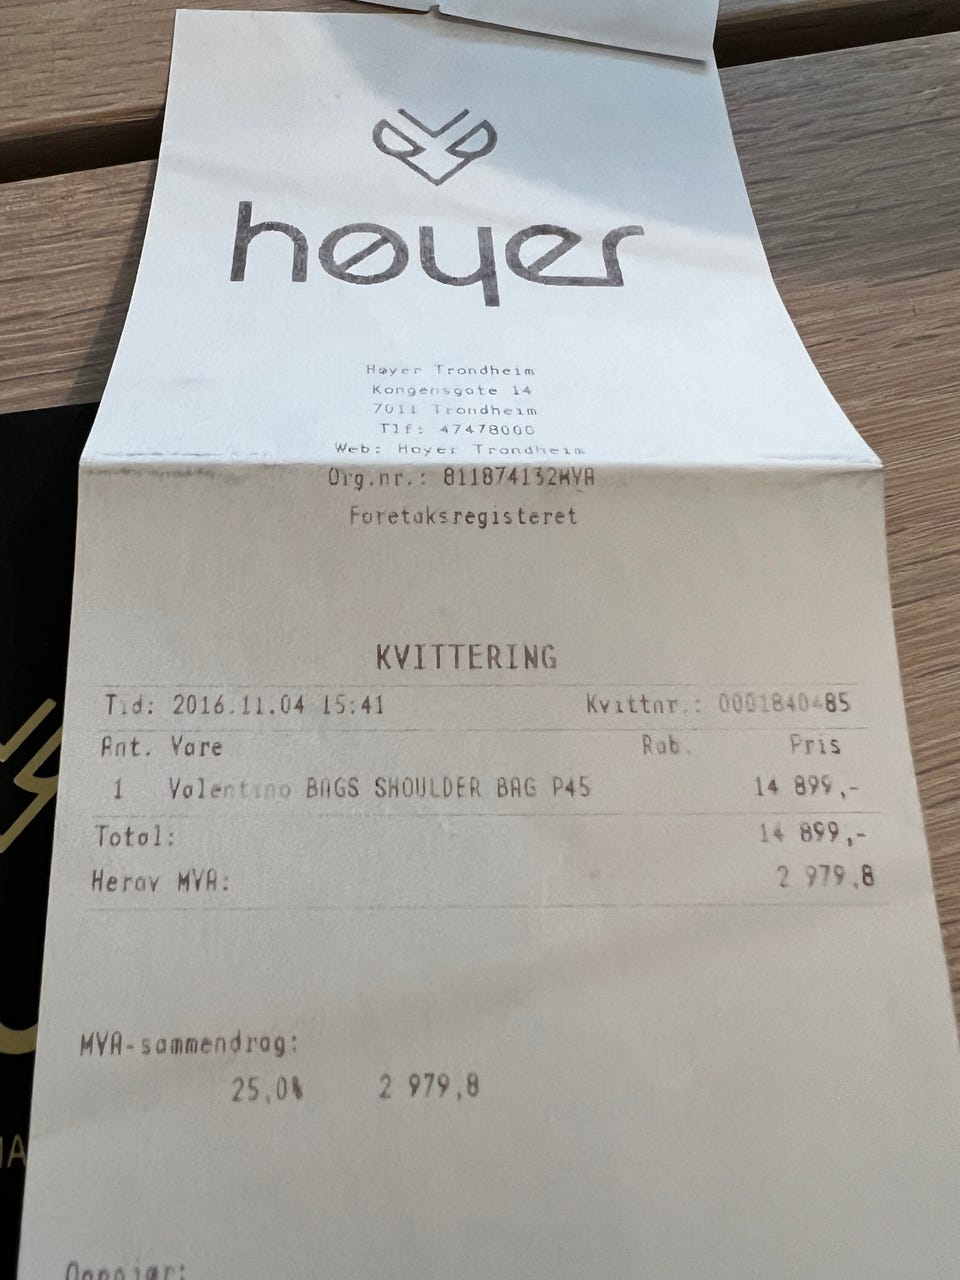 høyer
Høyer Trondheim
Kongensgate 14
7011 Trondheim
Tlf: 47478000
Web: Høyer Trondheim
Org.nr.: 811874132MVA
Foretaksregisteret
KVITTERING
Tid: 2016.11.04 15:41 Kvittnr.: 0001840485
Ant. Vare Rab. Pris
1 Valentino BAGS SHOULDER BAG P45 14 899,-
Total: 14 899,-
Herav MVA: 2 979,8
MVA-sammendrag:
25,0% 2 979,8